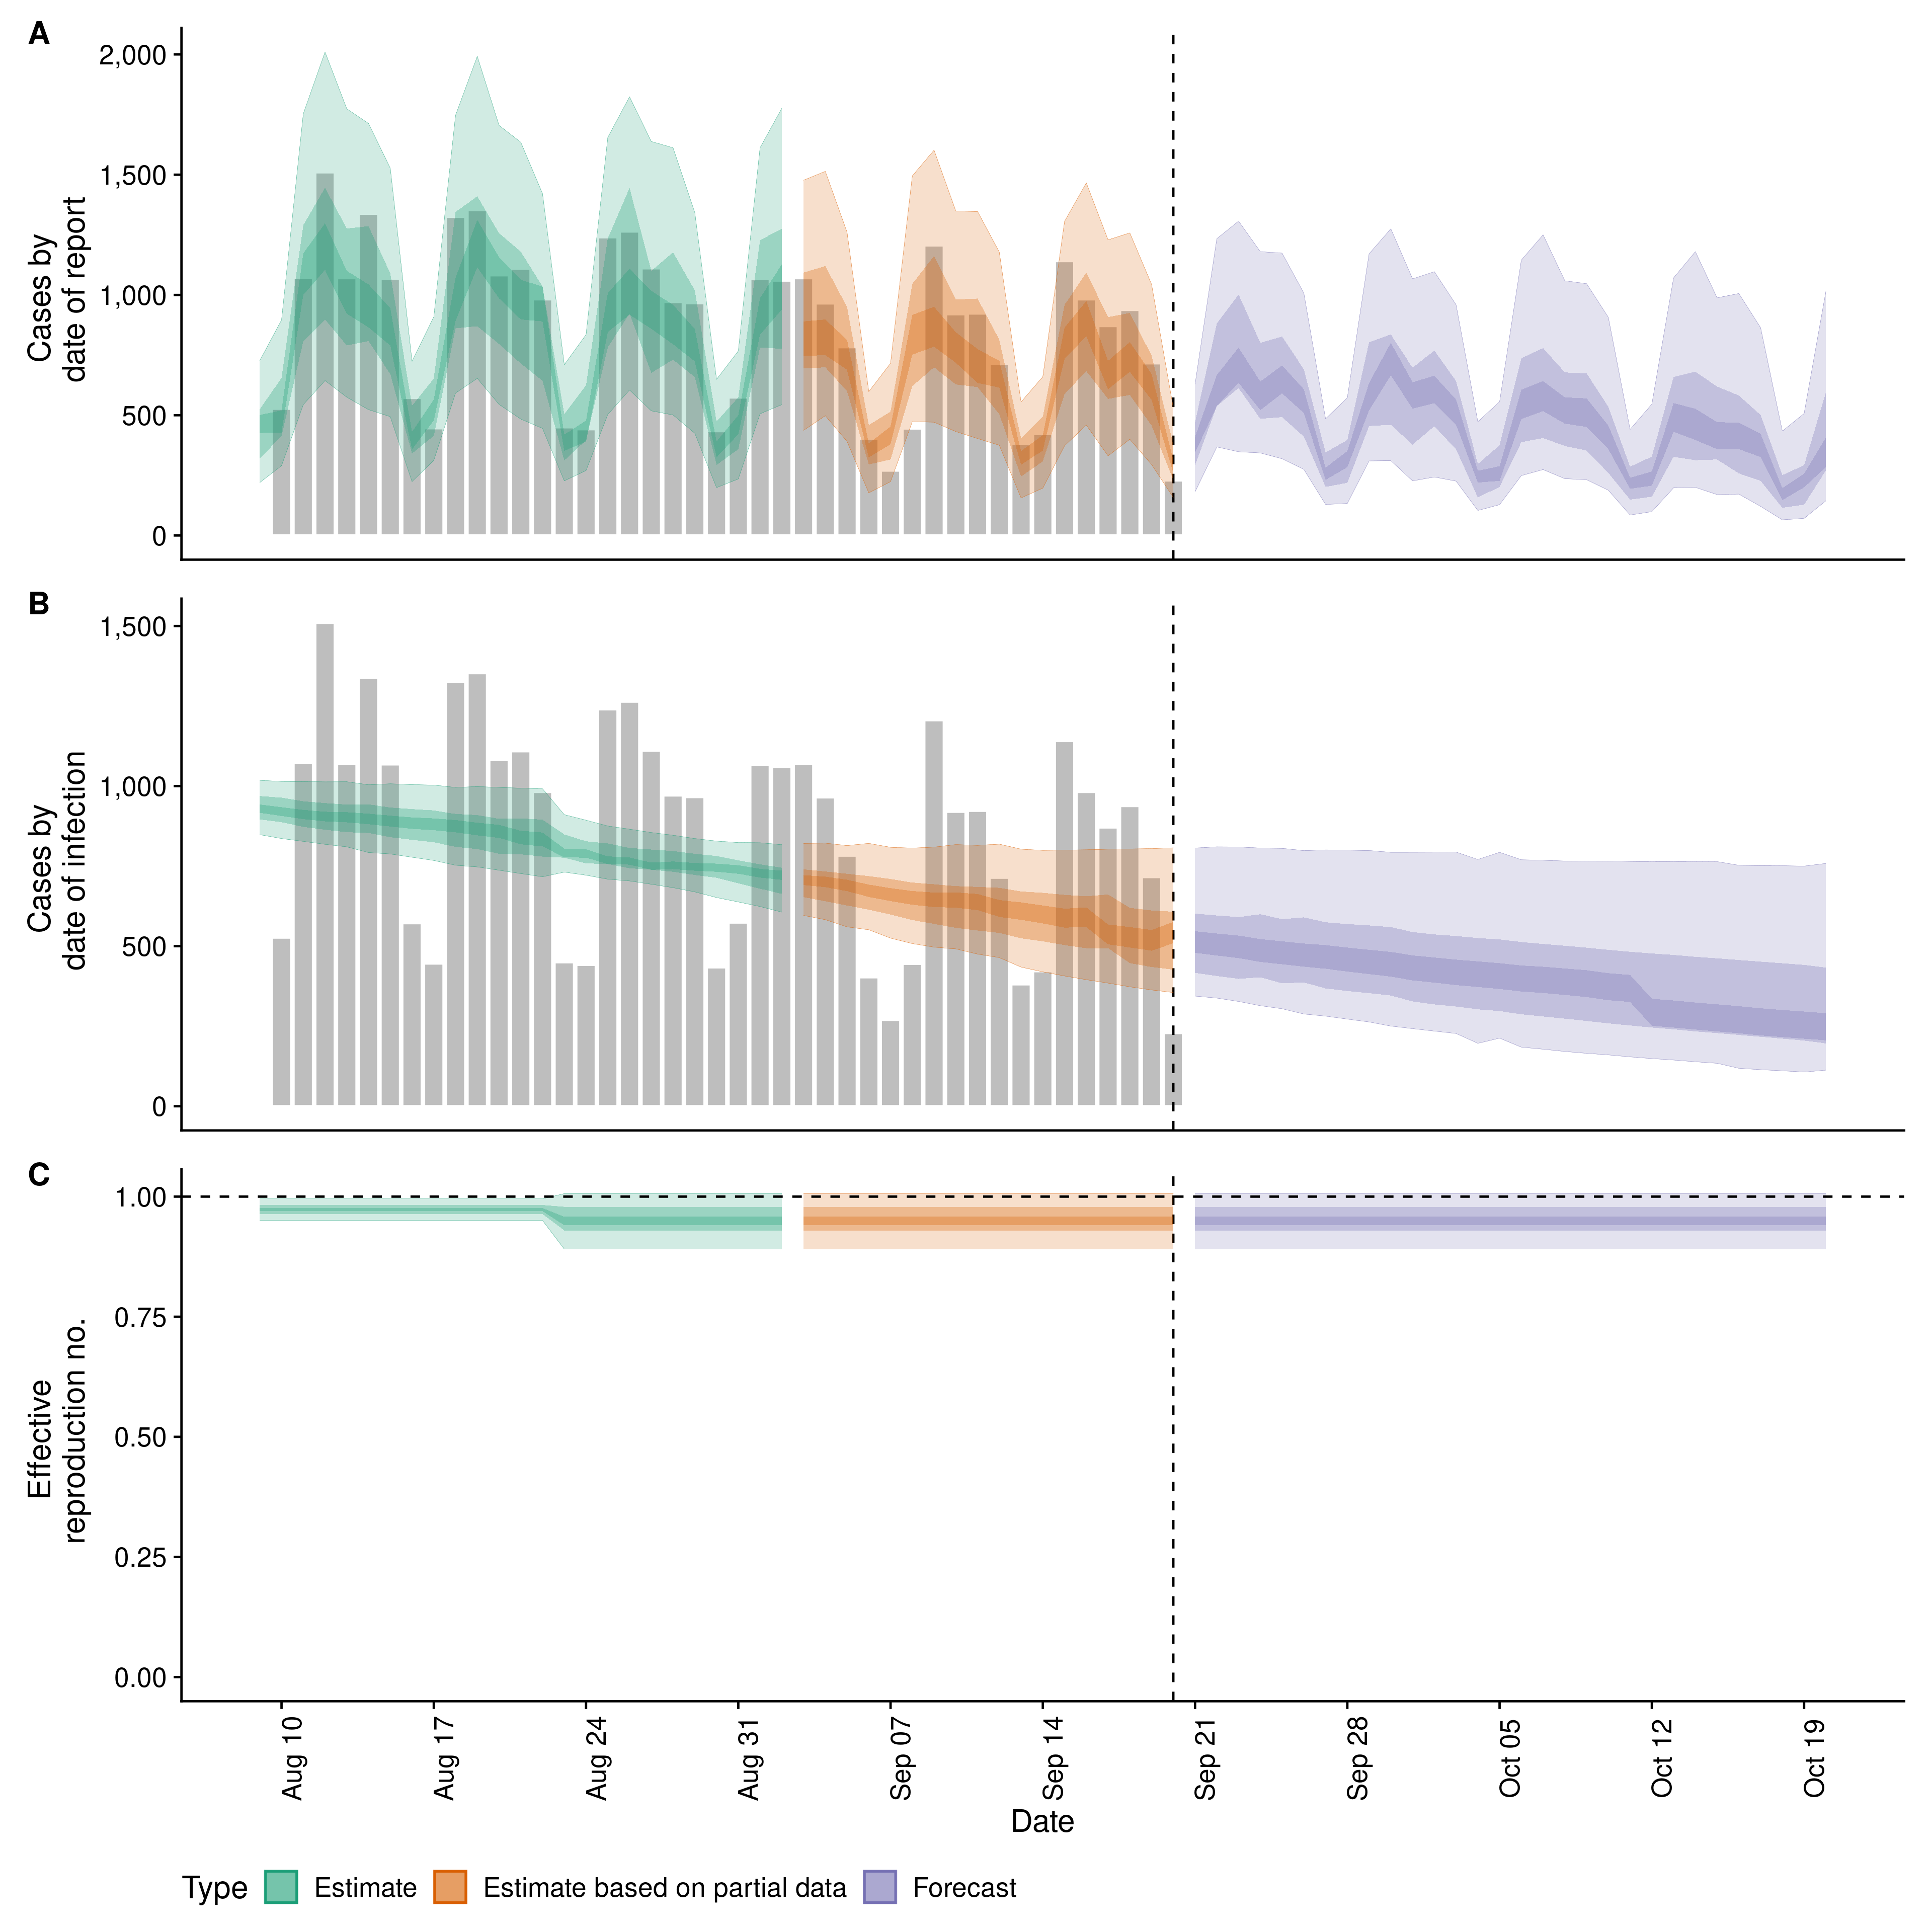 A
2,000
1,500
1,000
500
0
Cases by
date of report
B
1,500
1,000
500
0
Cases by
date of infection
C
1.00
0.75
0.50
0.25
0.00
Effective
reproduction no.
Aug 10
Aug 17
Aug 24
Aug 31
Sep 07
Sep 14
Sep 21
Sep 28
Oct 05
Oct 12
Oct 19
Date
Type Estimate Estimate based on partial data Forecast